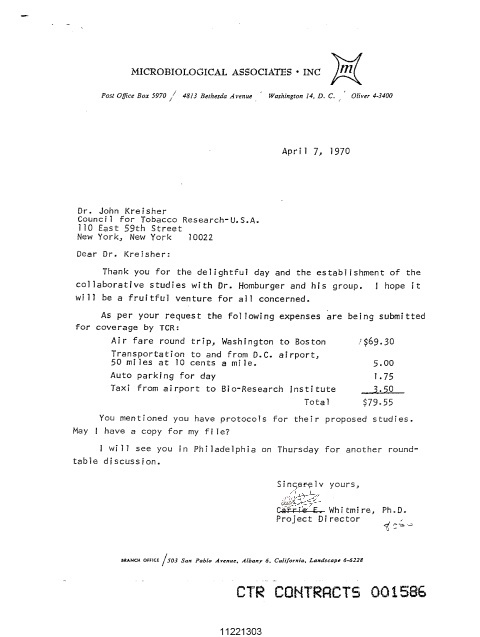 MICROBIOLOGICAL ASSOCIATES • INC m
Post Office Box 5970 / 4813 Bethesda Avenue / Washington 14, D. C. / Oliver 4-3400
April 7, 1970
Dr. John Kreisher
Council for Tobacco Research-U.S.A.
110 East 59th Street
New York, New York 10022
Dear Dr. Kreisher:
Thank you for the delightful day and the establishment of the
collaborative studies with Dr. Homburger and his group. I hope it
will be a fruitful venture for all concerned.
As per your request the following expenses are being submitted
for coverage by TCR:
Air fare round trip, Washington to Boston $69.30
Transportation to and from D.C. airport,
50 miles at 10 cents a mile. 5.00
Auto parking for day 1.75
Taxi from airport to Bio-Research Institute 3.50
Total $79.55
You mentioned you have protocols for their proposed studies.
May I have a copy for my file?
I will see you in Philadelphia on Thursday for another round-
table discussion.
Sincerely yours,
Carrie E. Whitmire, Ph.D.
Project Director
BRANCH OFFICE / 503 San Pablo Avenue, Albany 6, California, Landscape 6-6228
CTR CONTRACTS 001586
11221303